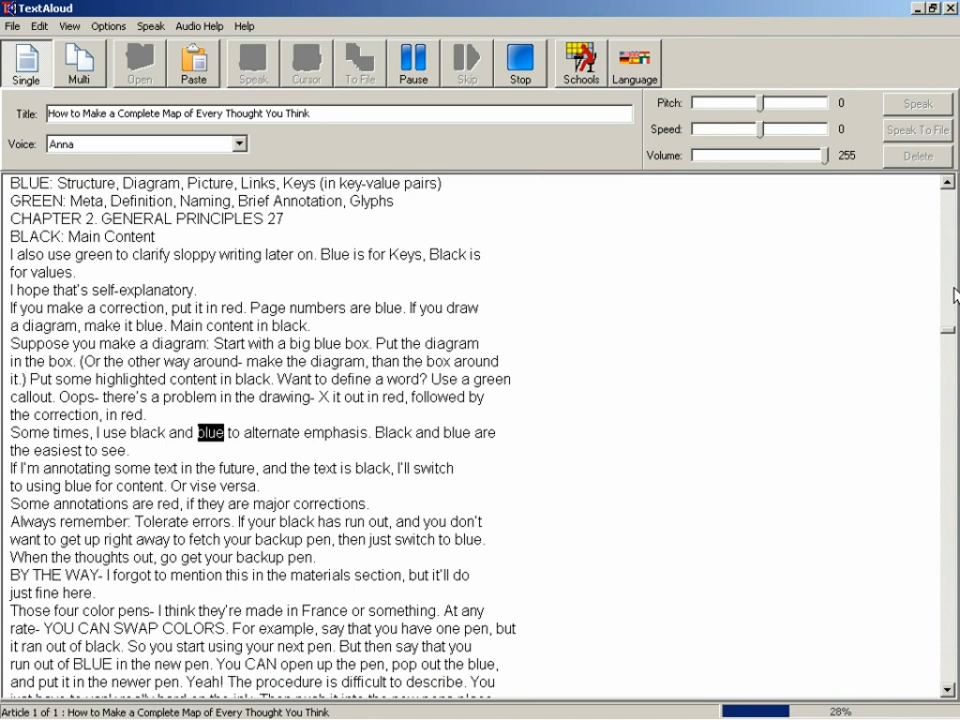 TextAloud
File Edit View Options Speak Audio Help Help
Single Multi Open Paste Speak Cursor To File Pause Skip Stop Schools Language
Title: How to Make a Complete Map of Every Thought You Think
Voice: Anna
Pitch: 0 Speak
Speed: 0 Speak To File
Volume: 255 Delete
BLUE: Structure, Diagram, Picture, Links, Keys (in key-value pairs)
GREEN: Meta, Definition, Naming, Brief Annotation, Glyphs
CHAPTER 2. GENERAL PRINCIPLES 27
BLACK: Main Content
I also use green to clarify sloppy writing later on. Blue is for Keys, Black is
for values.
I hope that's self-explanatory.
If you make a correction, put it in red. Page numbers are blue. If you draw
a diagram, make it blue. Main content in black.
Suppose you make a diagram: Start with a big blue box. Put the diagram
in the box. (Or the other way around- make the diagram, than the box around
it.) Put some highlighted content in black. Want to define a word? Use a green
callout. Oops- there's a problem in the drawing- X it out in red, followed by
the correction, in red.
Some times, I use black and blue to alternate emphasis. Black and blue are
the easiest to see.
If I'm annotating some text in the future, and the text is black, I'll switch
to using blue for content. Or vise versa.
Some annotations are red, if they are major corrections.
Always remember: Tolerate errors. If your black has run out, and you don't
want to get up right away to fetch your backup pen, then just switch to blue.
When the thoughts out, go get your backup pen.
BY THE WAY- I forgot to mention this in the materials section, but it'll do
just fine here.
Those four color pens- I think they're made in France or something. At any
rate- YOU CAN SWAP COLORS. For example, say that you have one pen, but
it ran out of black. So you start using your next pen. But then say that you
run out of BLUE in the new pen. You CAN open up the pen, pop out the blue,
and put it in the newer pen. Yeah! The procedure is difficult to describe. You
Article 1 of 1 : How to Make a Complete Map of Every Thought You Think 28%